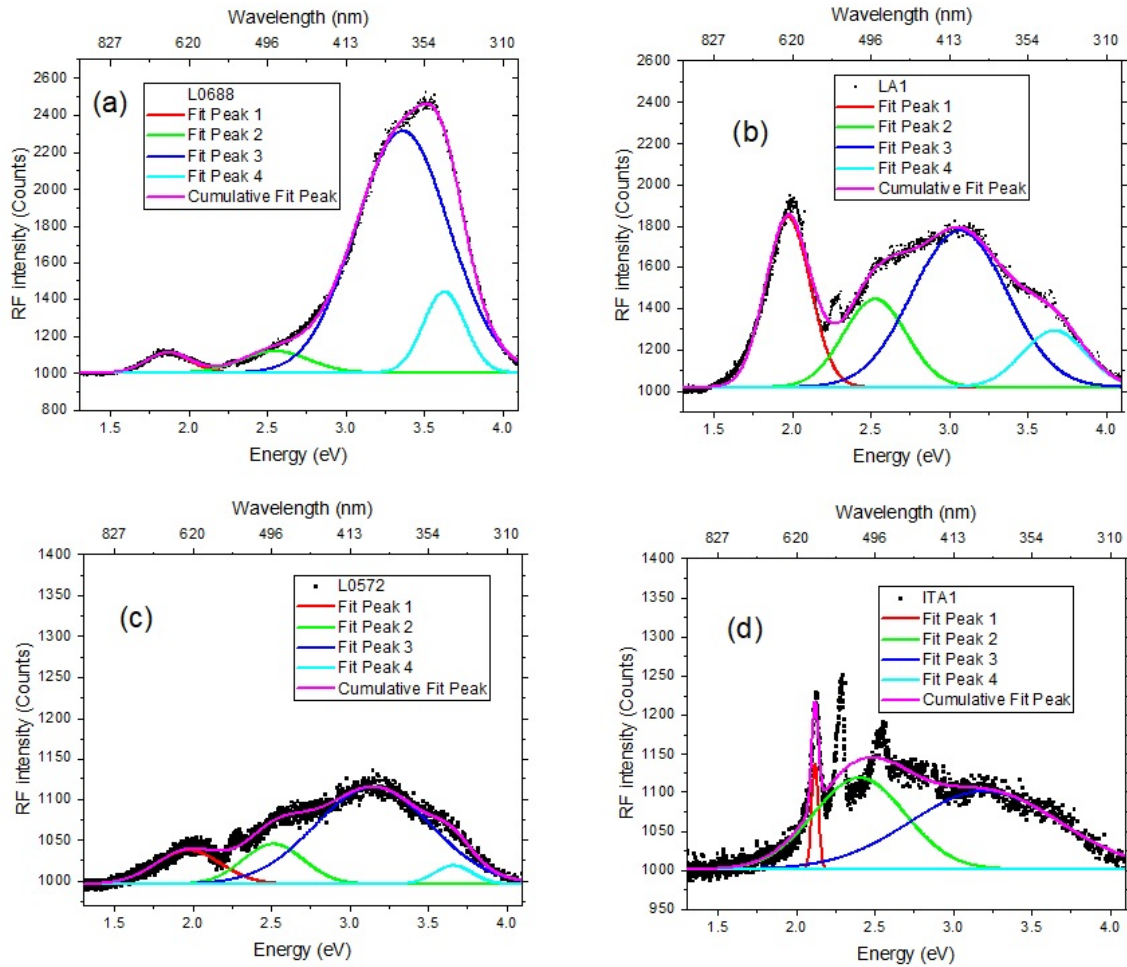 Wavelength (nm)
827 620 496 413 354 310
2600
2400
2200
2000
1800
1600
1400
1200
1000
800
RF intensity (Counts)
(a)
L0688
Fit Peak 1
Fit Peak 2
Fit Peak 3
Fit Peak 4
Cumulative Fit Peak
1.5 2.0 2.5 3.0 3.5 4.0
Energy (eV)
Wavelength (nm)
827 620 496 413 354 310
2600
2400
2200
2000
1800
1600
1400
1200
1000
RF intensity (Counts)
(b)
LA1
Fit Peak 1
Fit Peak 2
Fit Peak 3
Fit Peak 4
Cumulative Fit Peak
1.5 2.0 2.5 3.0 3.5 4.0
Energy (eV)
Wavelength (nm)
827 620 496 413 354 310
1400
1300
1200
1100
1000
RF intensity (Counts)
(c)
L0572
Fit Peak 1
Fit Peak 2
Fit Peak 3
Fit Peak 4
Cumulative Fit Peak
1.5 2.0 2.5 3.0 3.5 4.0
Energy (eV)
Wavelength (nm)
827 620 496 413 354 310
1400
1350
1300
1250
1200
1150
1100
1050
1000
950
RF intensity (Counts)
(d)
ITA1
Fit Peak 1
Fit Peak 2
Fit Peak 3
Fit Peak 4
Cumulative Fit Peak
1.5 2.0 2.5 3.0 3.5 4.0
Energy (eV)